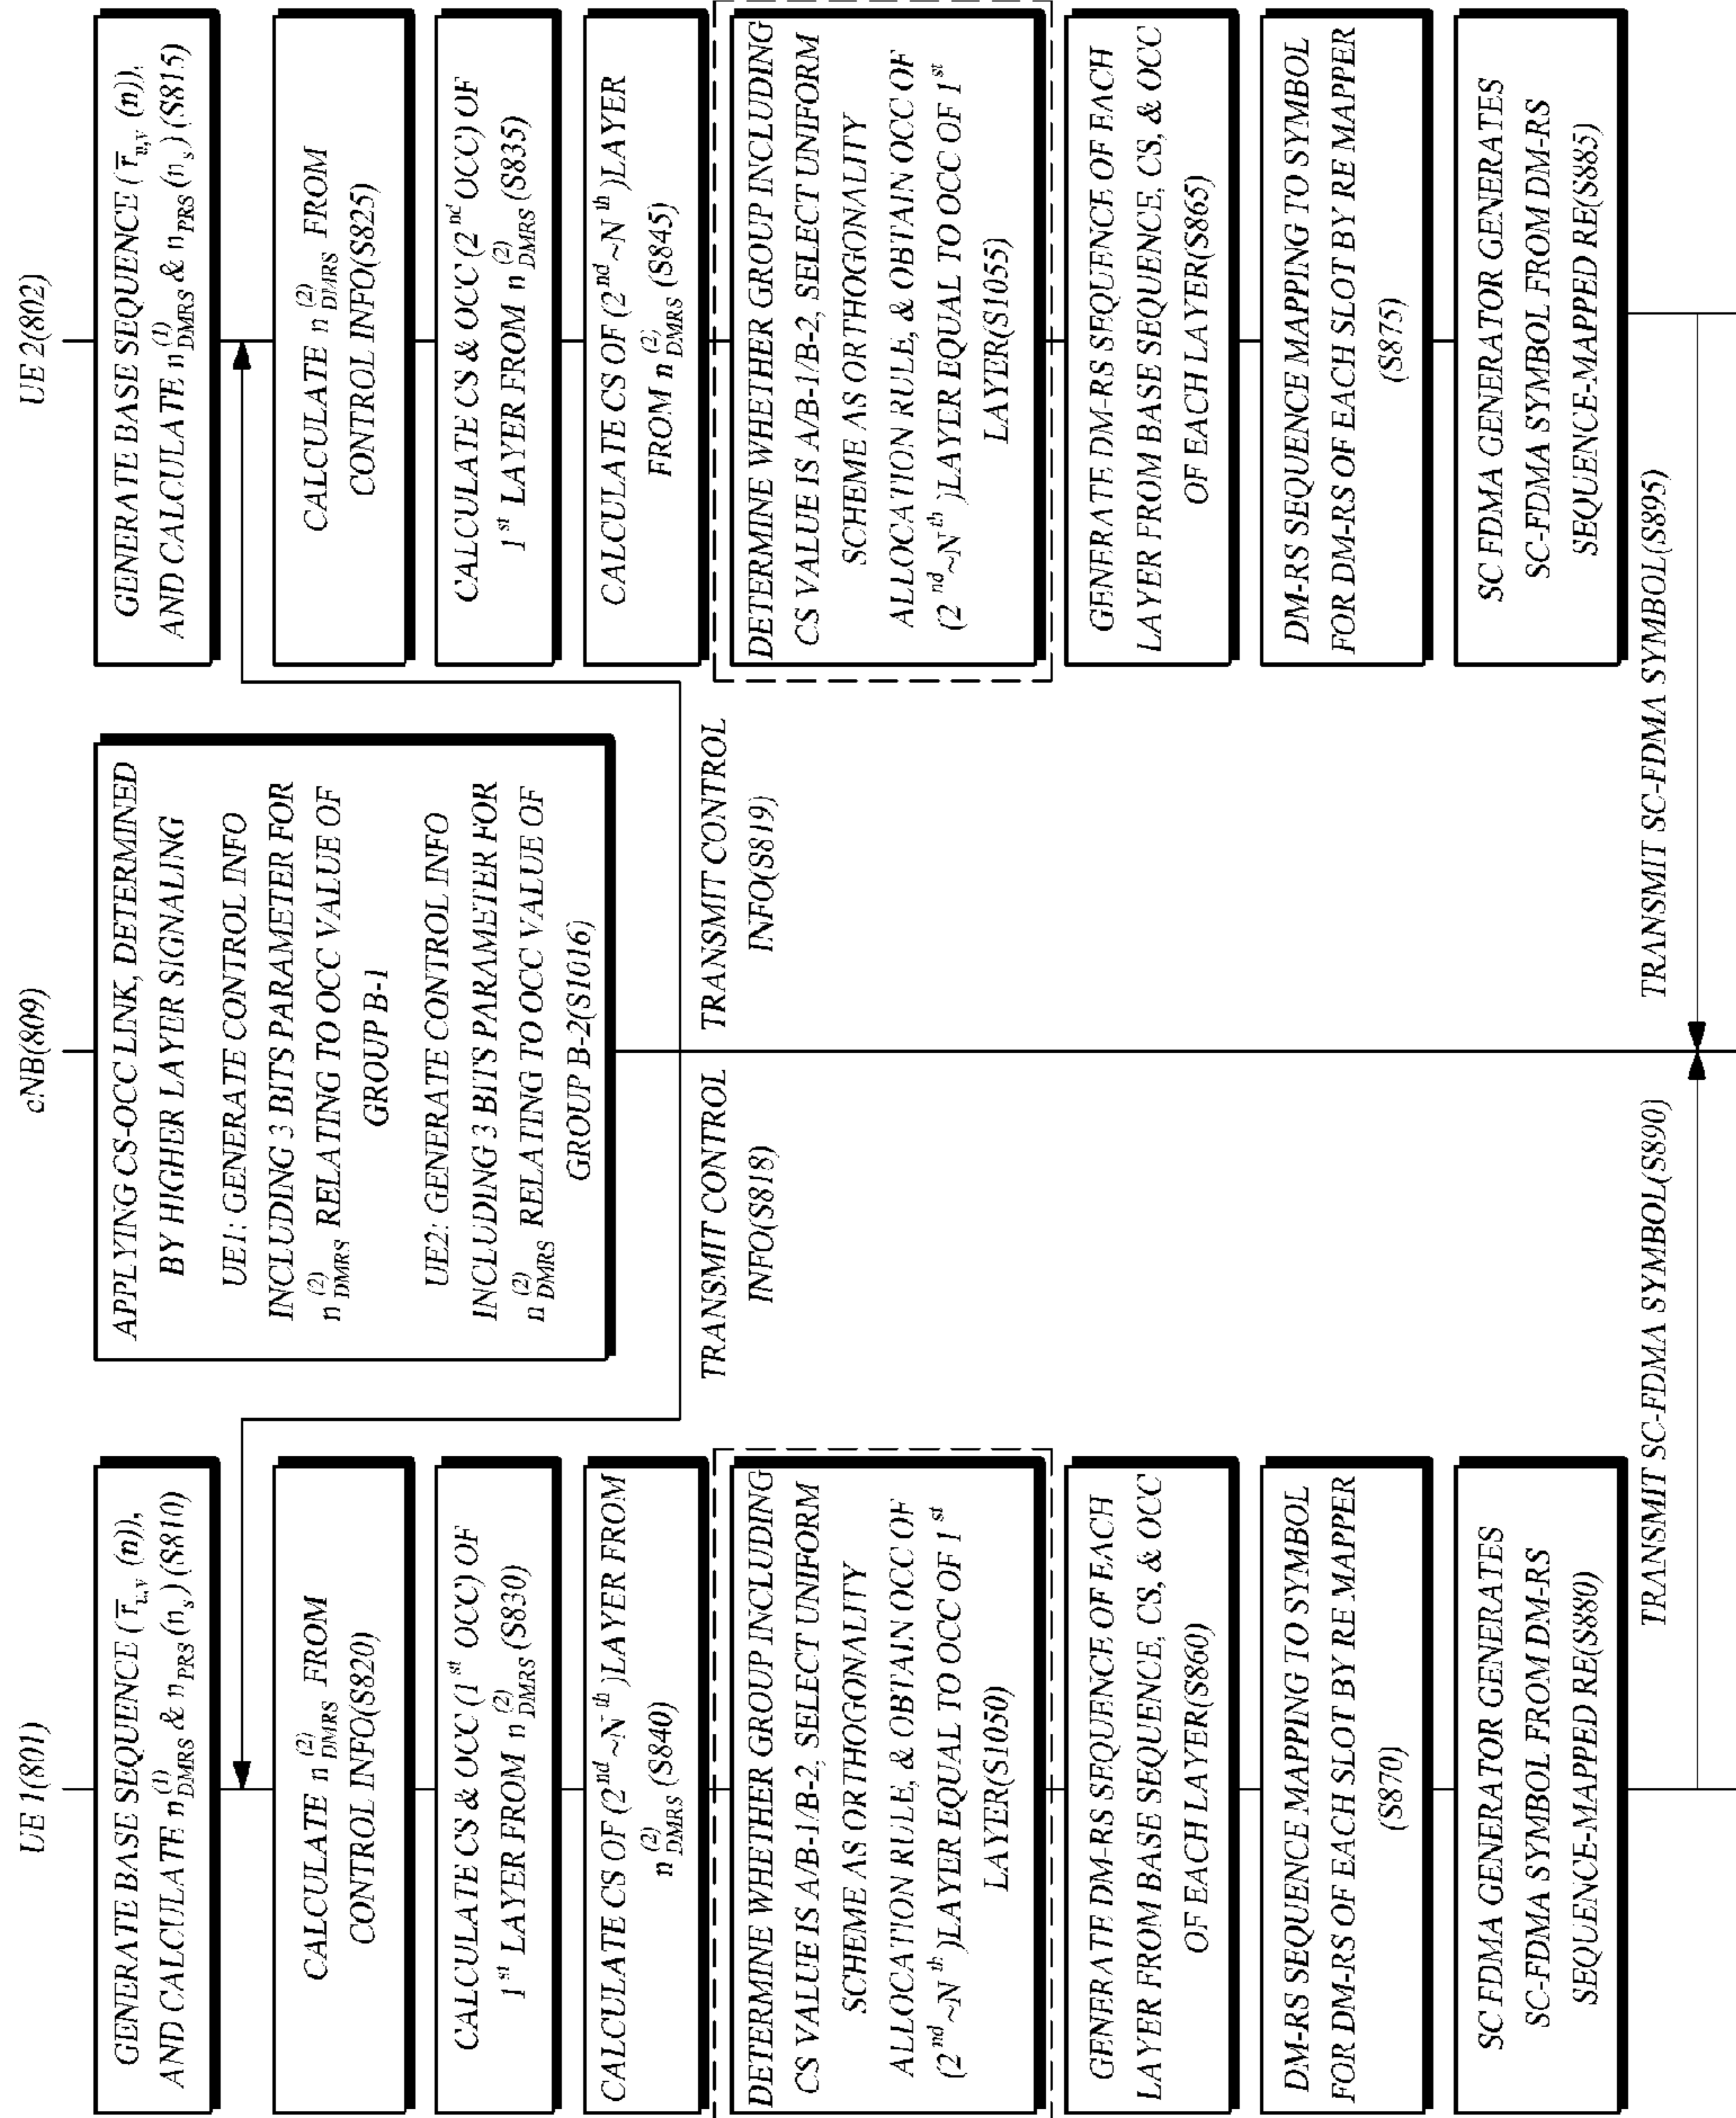 UE 1(801)
GENERATE BASE SEQUENCE (r̅u,v (n)),
AND CALCULATE n(1)DMRS & nPRS (ns) (S810)
CALCULATE n(2)DMRS FROM
CONTROL INFO(S820)
CALCULATE CS & OCC (1st OCC) OF
1st LAYER FROM n(2)DMRS (S830)
CALCULATE CS OF (2nd ~N th)LAYER FROM
n(2)DMRS (S840)
DETERMINE WHETHER GROUP INCLUDING
CS VALUE IS A/B-1/B-2, SELECT UNIFORM
SCHEME AS ORTHOGONALITY
ALLOCATION RULE, & OBTAIN OCC OF
(2nd ~N th)LAYER EQUAL TO OCC OF 1st
LAYER(S1050)
GENERATE DM-RS SEQUENCE OF EACH
LAYER FROM BASE SEQUENCE, CS, & OCC
OF EACH LAYER(S860)
DM-RS SEQUENCE MAPPING TO SYMBOL
FOR DM-RS OF EACH SLOT BY RE MAPPER
(S870)
SC FDMA GENERATOR GENERATES
SC-FDMA SYMBOL FROM DM-RS
SEQUENCE-MAPPED RE(S880)
eNB(809)
APPLYING CS-OCC LINK, DETERMINED
BY HIGHER LAYER SIGNALING
UE1: GENERATE CONTROL INFO
INCLUDING 3 BITS PARAMETER FOR
n(2)DMRS RELATING TO OCC VALUE OF
GROUP B-1
UE2: GENERATE CONTROL INFO
INCLUDING 3 BITS PARAMETER FOR
n(2)DMRS RELATING TO OCC VALUE OF
GROUP B-2(S1016)
TRANSMIT CONTROL
INFO(S818)
TRANSMIT CONTROL
INFO(S819)
TRANSMIT SC-FDMA SYMBOL(S890)
TRANSMIT SC-FDMA SYMBOL(S895)
UE 2(802)
GENERATE BASE SEQUENCE (r̅u,v (n)),
AND CALCULATE n(1)DMRS & nPRS (ns) (S815)
CALCULATE n(2)DMRS FROM
CONTROL INFO(S825)
CALCULATE CS & OCC (2nd OCC) OF
1st LAYER FROM n(2)DMRS (S835)
CALCULATE CS OF (2nd ~N th)LAYER
FROM n(2)DMRS (S845)
DETERMINE WHETHER GROUP INCLUDING
CS VALUE IS A/B-1/B-2, SELECT UNIFORM
SCHEME AS ORTHOGONALITY
ALLOCATION RULE, & OBTAIN OCC OF
(2nd ~N th)LAYER EQUAL TO OCC OF 1st
LAYER(S1055)
GENERATE DM-RS SEQUENCE OF EACH
LAYER FROM BASE SEQUENCE, CS, & OCC
OF EACH LAYER(S865)
DM-RS SEQUENCE MAPPING TO SYMBOL
FOR DM-RS OF EACH SLOT BY RE MAPPER
(S875)
SC FDMA GENERATOR GENERATES
SC-FDMA SYMBOL FROM DM-RS
SEQUENCE-MAPPED RE(S885)